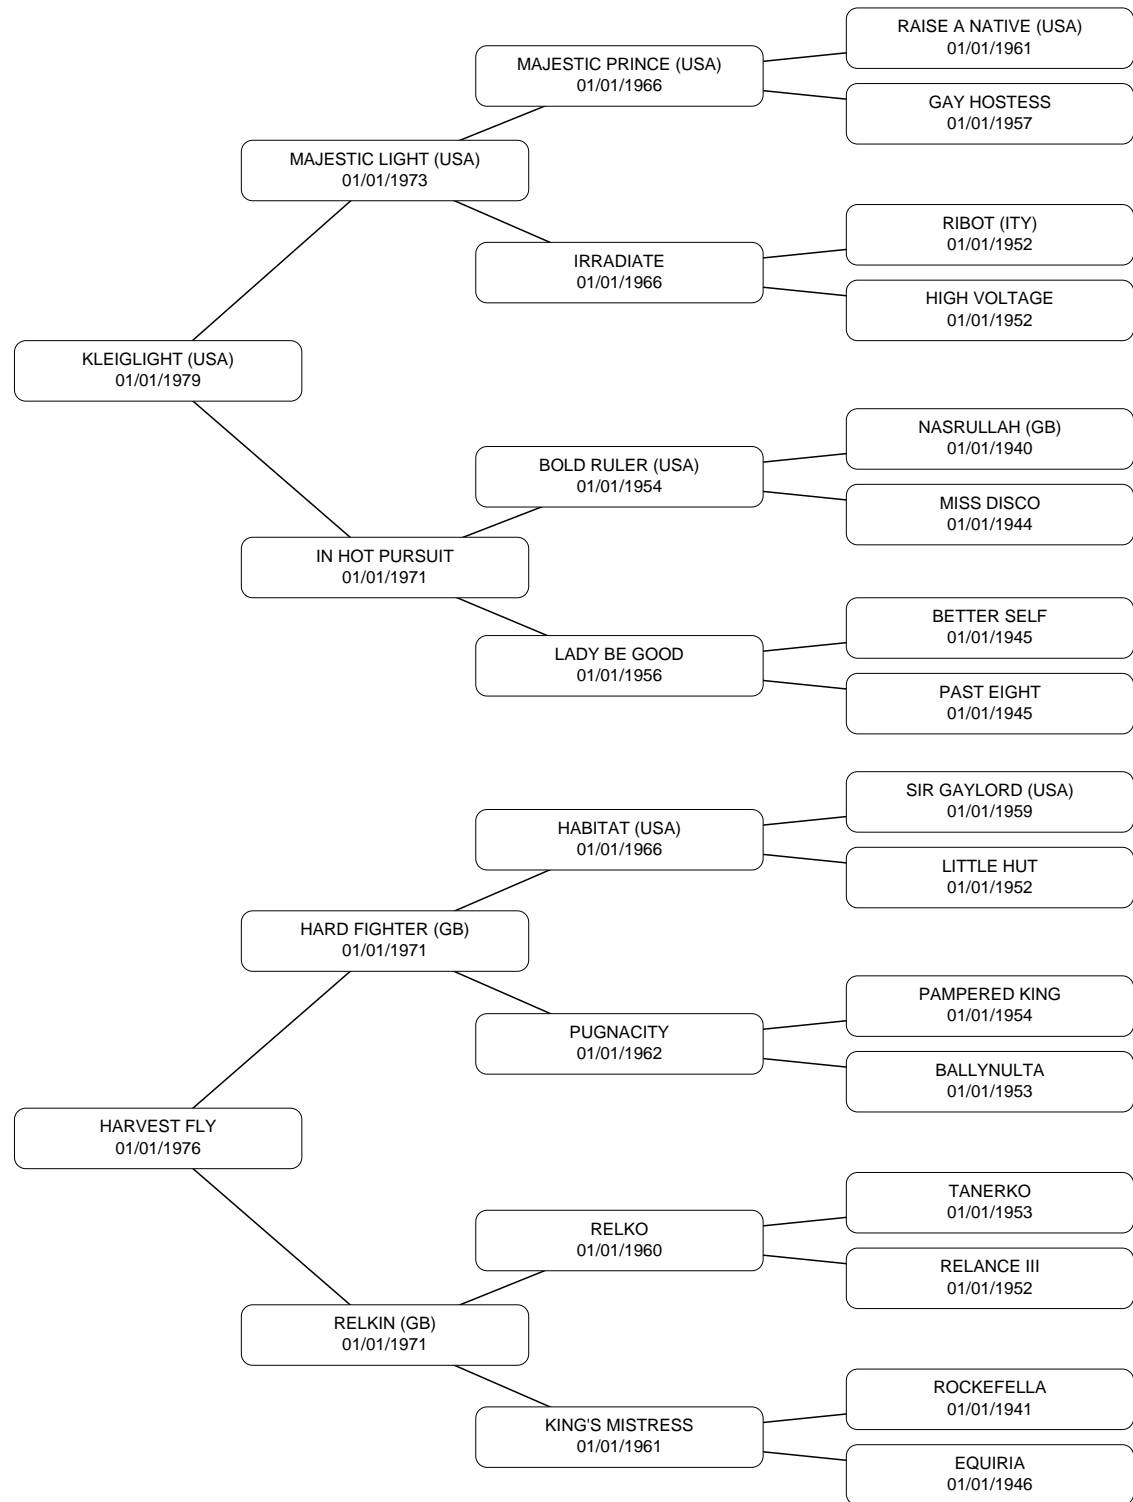 RAISE A NATIVE (USA)
01/01/1961
MAJESTIC PRINCE (USA)
01/01/1966
GAY HOSTESS
01/01/1957
MAJESTIC LIGHT (USA)
01/01/1973
RIBOT (ITY)
01/01/1952
IRRADIATE
01/01/1966
HIGH VOLTAGE
01/01/1952
KLEIGLIGHT (USA)
01/01/1979
NASRULLAH (GB)
01/01/1940
BOLD RULER (USA)
01/01/1954
MISS DISCO
01/01/1944
IN HOT PURSUIT
01/01/1971
BETTER SELF
01/01/1945
LADY BE GOOD
01/01/1956
PAST EIGHT
01/01/1945
SIR GAYLORD (USA)
01/01/1959
HABITAT (USA)
01/01/1966
LITTLE HUT
01/01/1952
HARD FIGHTER (GB)
01/01/1971
PAMPERED KING
01/01/1954
PUGNACITY
01/01/1962
BALLYNULTA
01/01/1953
HARVEST FLY
01/01/1976
TANERKO
01/01/1953
RELKO
01/01/1960
RELANCE III
01/01/1952
RELKIN (GB)
01/01/1971
ROCKEFELLA
01/01/1941
KING'S MISTRESS
01/01/1961
EQUIRIA
01/01/1946